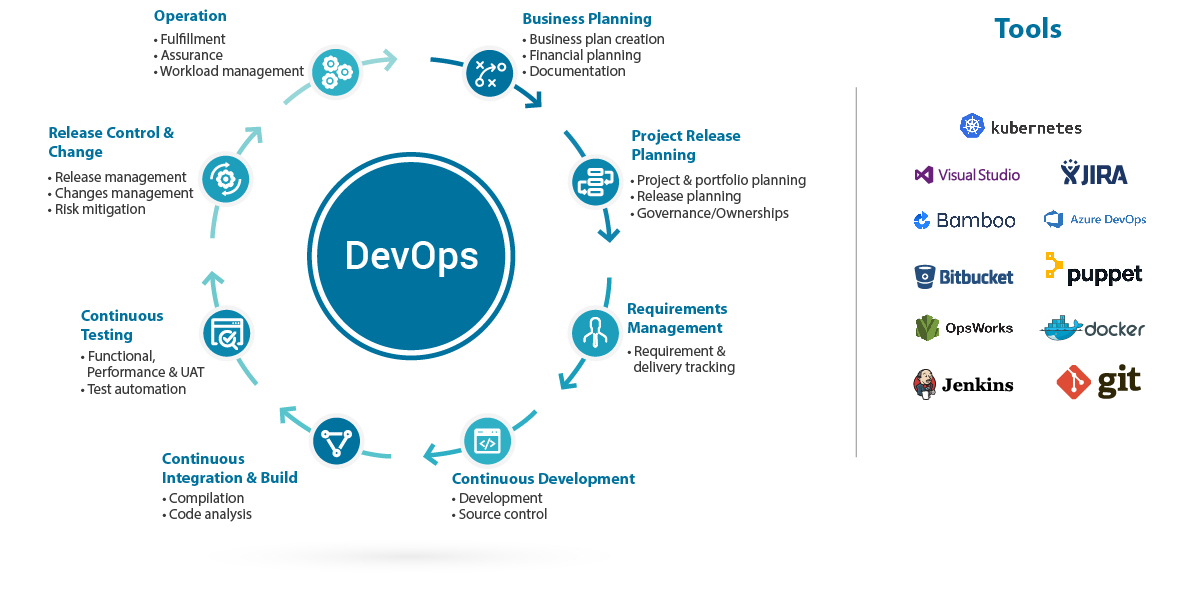 Operation
• Fulfillment
• Assurance
• Workload management
Business Planning
• Business plan creation
• Financial planning
• Documentation
Project Release
Planning
• Project & portfolio planning
• Release planning
• Governance/Ownerships
Requirements
Management
• Requirement &
delivery tracking
Continuous Development
• Development
• Source control
Continuous
Integration & Build
• Compilation
• Code analysis
Continuous
Testing
• Functional,
Performance & UAT
• Test automation
Release Control &
Change
• Release management
• Changes management
• Risk mitigation
DevOps
Tools
kubernetes
Visual Studio
JIRA
Bamboo
Azure DevOps
Bitbucket
puppet
OpsWorks
docker
Jenkins
git